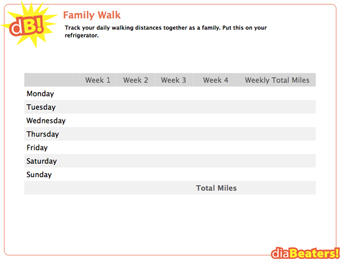 dB!
Family Walk
Track your daily walking distances together as a family. Put this on your
refrigerator.
Week 1 Week 2 Week 3 Week 4 Weekly Total Miles
Monday
Tuesday
Wednesday
Thursday
Friday
Saturday
Sunday
Total Miles
diaBeaters!